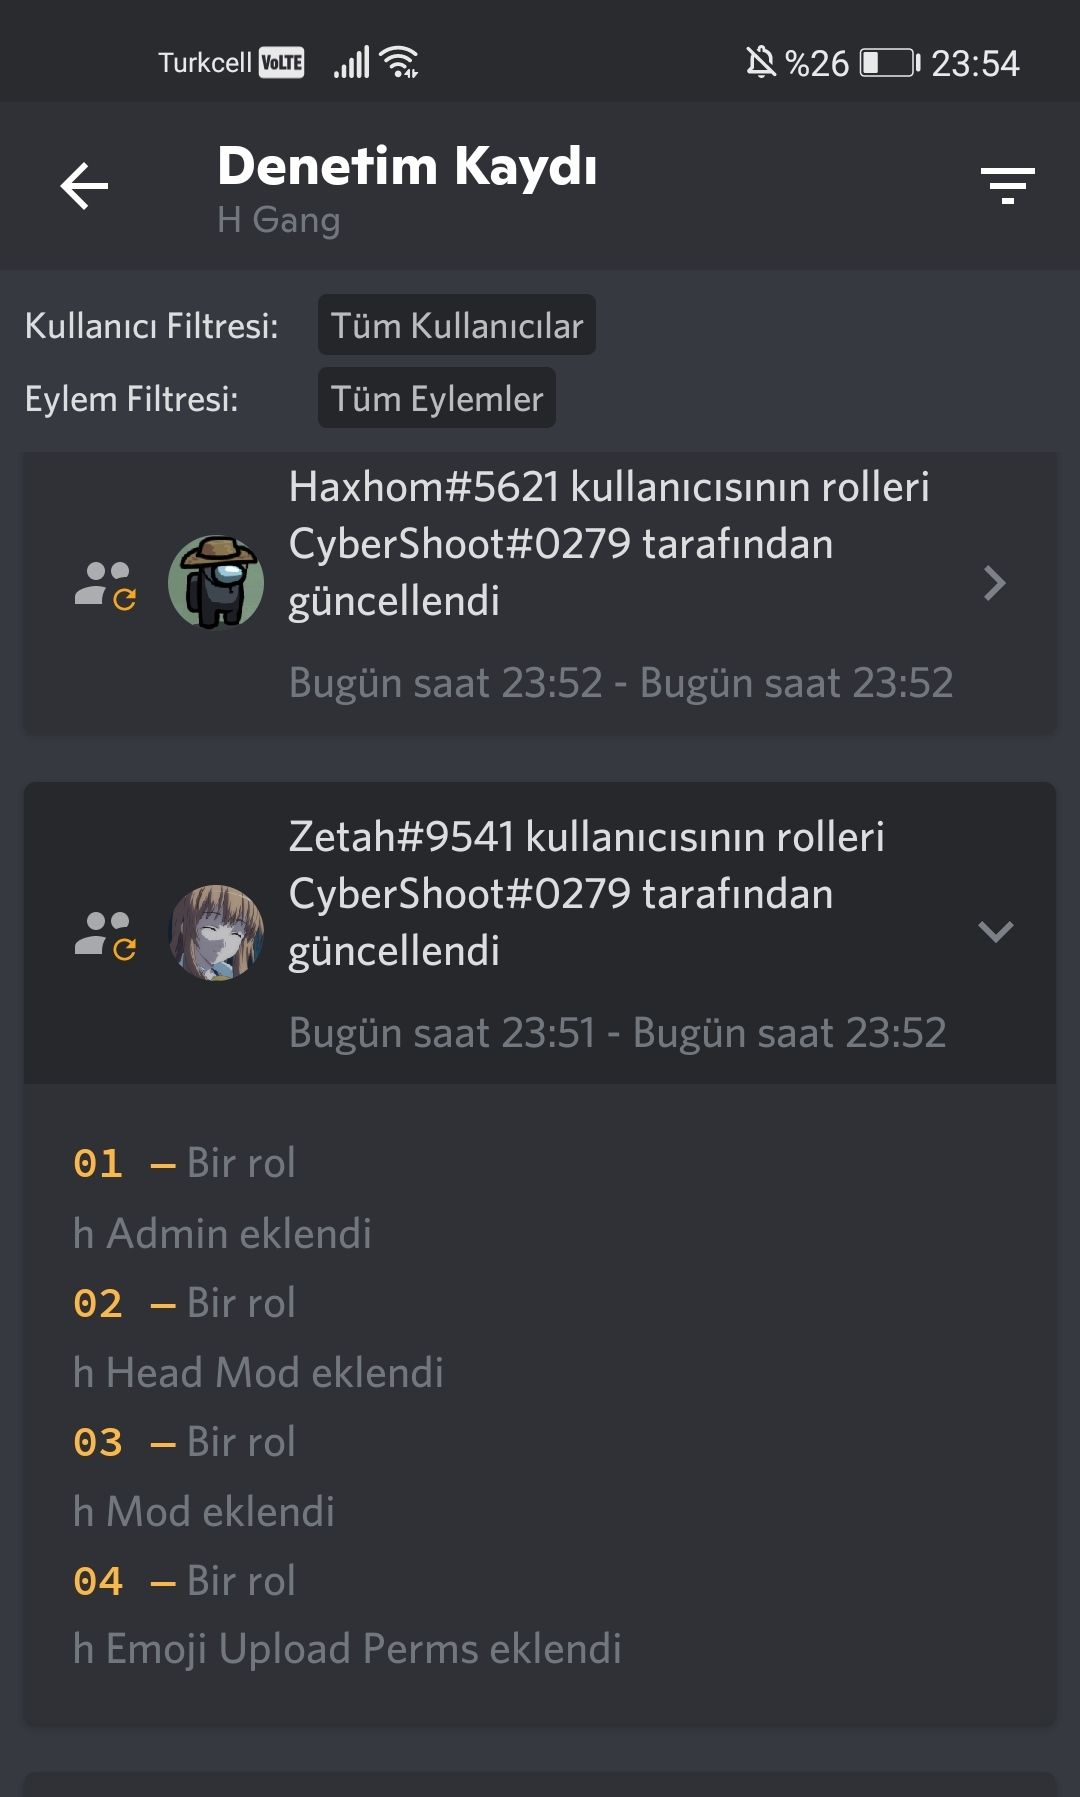 Turkcell VoLTE %26 23:54
Denetim Kaydı
H Gang
Kullanıcı Filtresi: Tüm Kullanıcılar
Eylem Filtresi: Tüm Eylemler
Haxhom#5621 kullanıcısının rolleri
CyberShoot#0279 tarafından
güncellendi
Bugün saat 23:52 - Bugün saat 23:52
Zetah#9541 kullanıcısının rolleri
CyberShoot#0279 tarafından
güncellendi
Bugün saat 23:51 - Bugün saat 23:52
01 — Bir rol
h Admin eklendi
02 — Bir rol
h Head Mod eklendi
03 — Bir rol
h Mod eklendi
04 — Bir rol
h Emoji Upload Perms eklendi